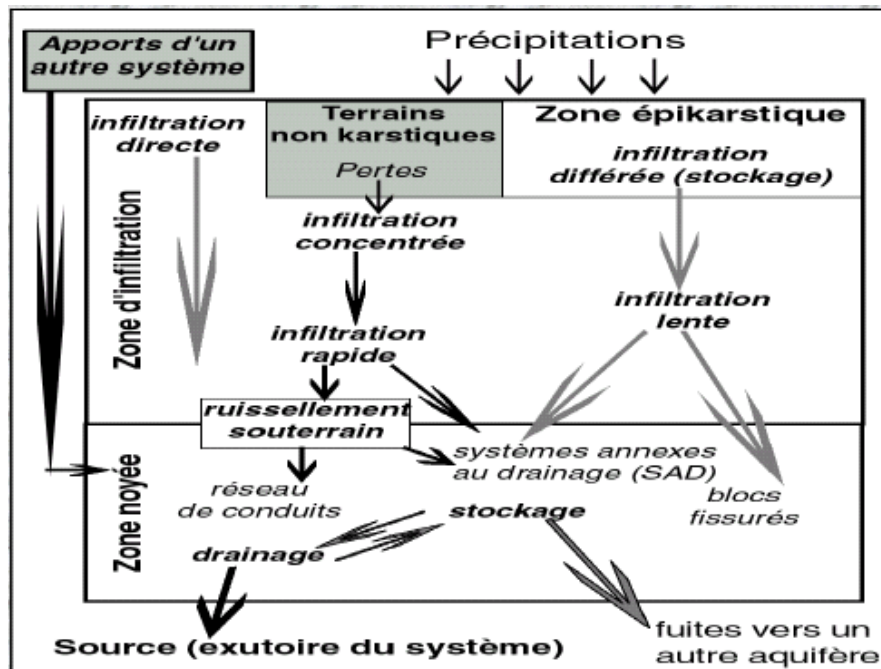 Apports d'un
autre système
Précipitations
infiltration
directe
Terrains
non karstiques
Pertes
Zone épikarstique
infiltration
différée (stockage)
Zone d'infiltration
infiltration
concentrée
infiltration
rapide
infiltration
lente
ruissellement
souterrain
Zone noyée
réseau
de conduits
systèmes annexes
au drainage (SAD)
stockage
blocs
fissurés
drainage
Source (exutoire du système)
fuites vers un
autre aquifère